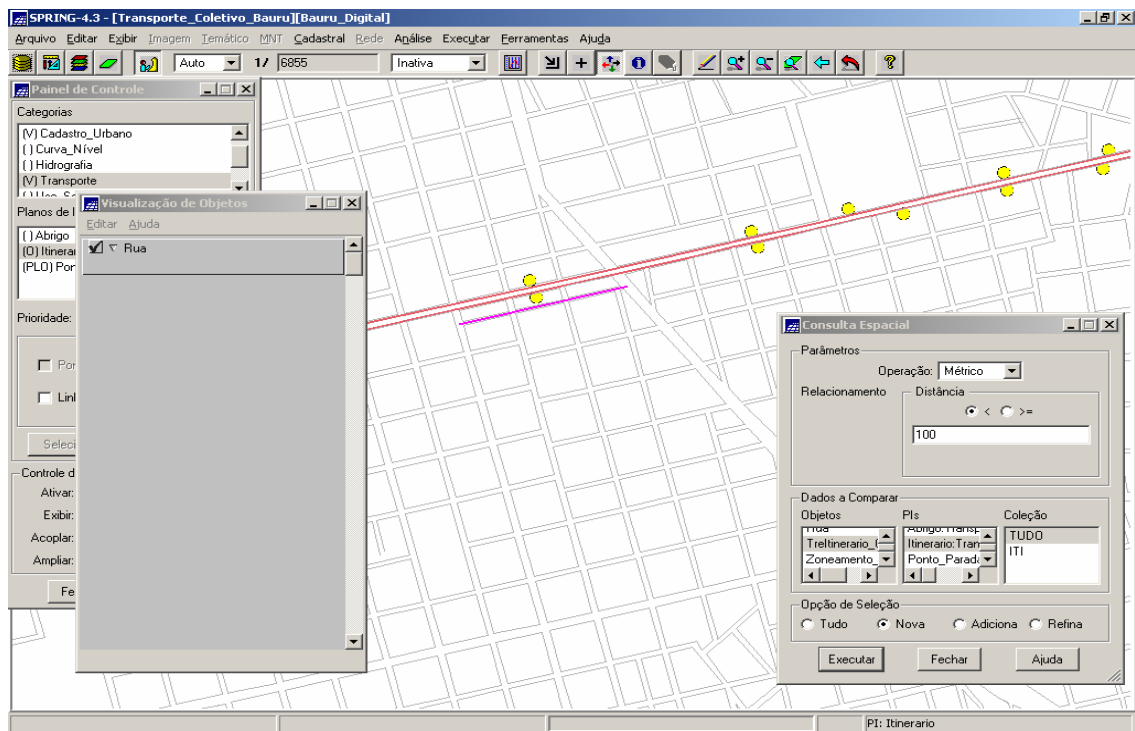 SPRING-4.3 - [Transporte_Coletivo_Bauru][Bauru_Digital]
Arquivo Editar Exibir Imagem Temático MNT Cadastral Rede Análise Executar Ferramentas Ajuda
Auto 1/ 6855 Inativa
Painel de Controle
Categorias
(V) Cadastro_Urbano
( ) Curva_Nível
( ) Hidrografia
(V) Transporte
Planos de I
( ) Abrigo
(O) Itinerar
(PLO) Por
Prioridade:
Por
Linl
Seleci
Controle d
Ativar:
Exibir:
Acoplar:
Ampliar:
Fe
Visualização de Objetos
Editar Ajuda
Rua
Consulta Espacial
Parâmetros
Operação: Métrico
Relacionamento
Distância
< >=
100
Dados a Comparar
Objetos PIs Coleção
Rua Abrigo:Transp TUDO
TreItinerario_( Itinerario:Tran ITI
Zoneamento_ Ponto_Parada
Opção de Seleção
Tudo Nova Adiciona Refina
Executar Fechar Ajuda
PI: Itinerario